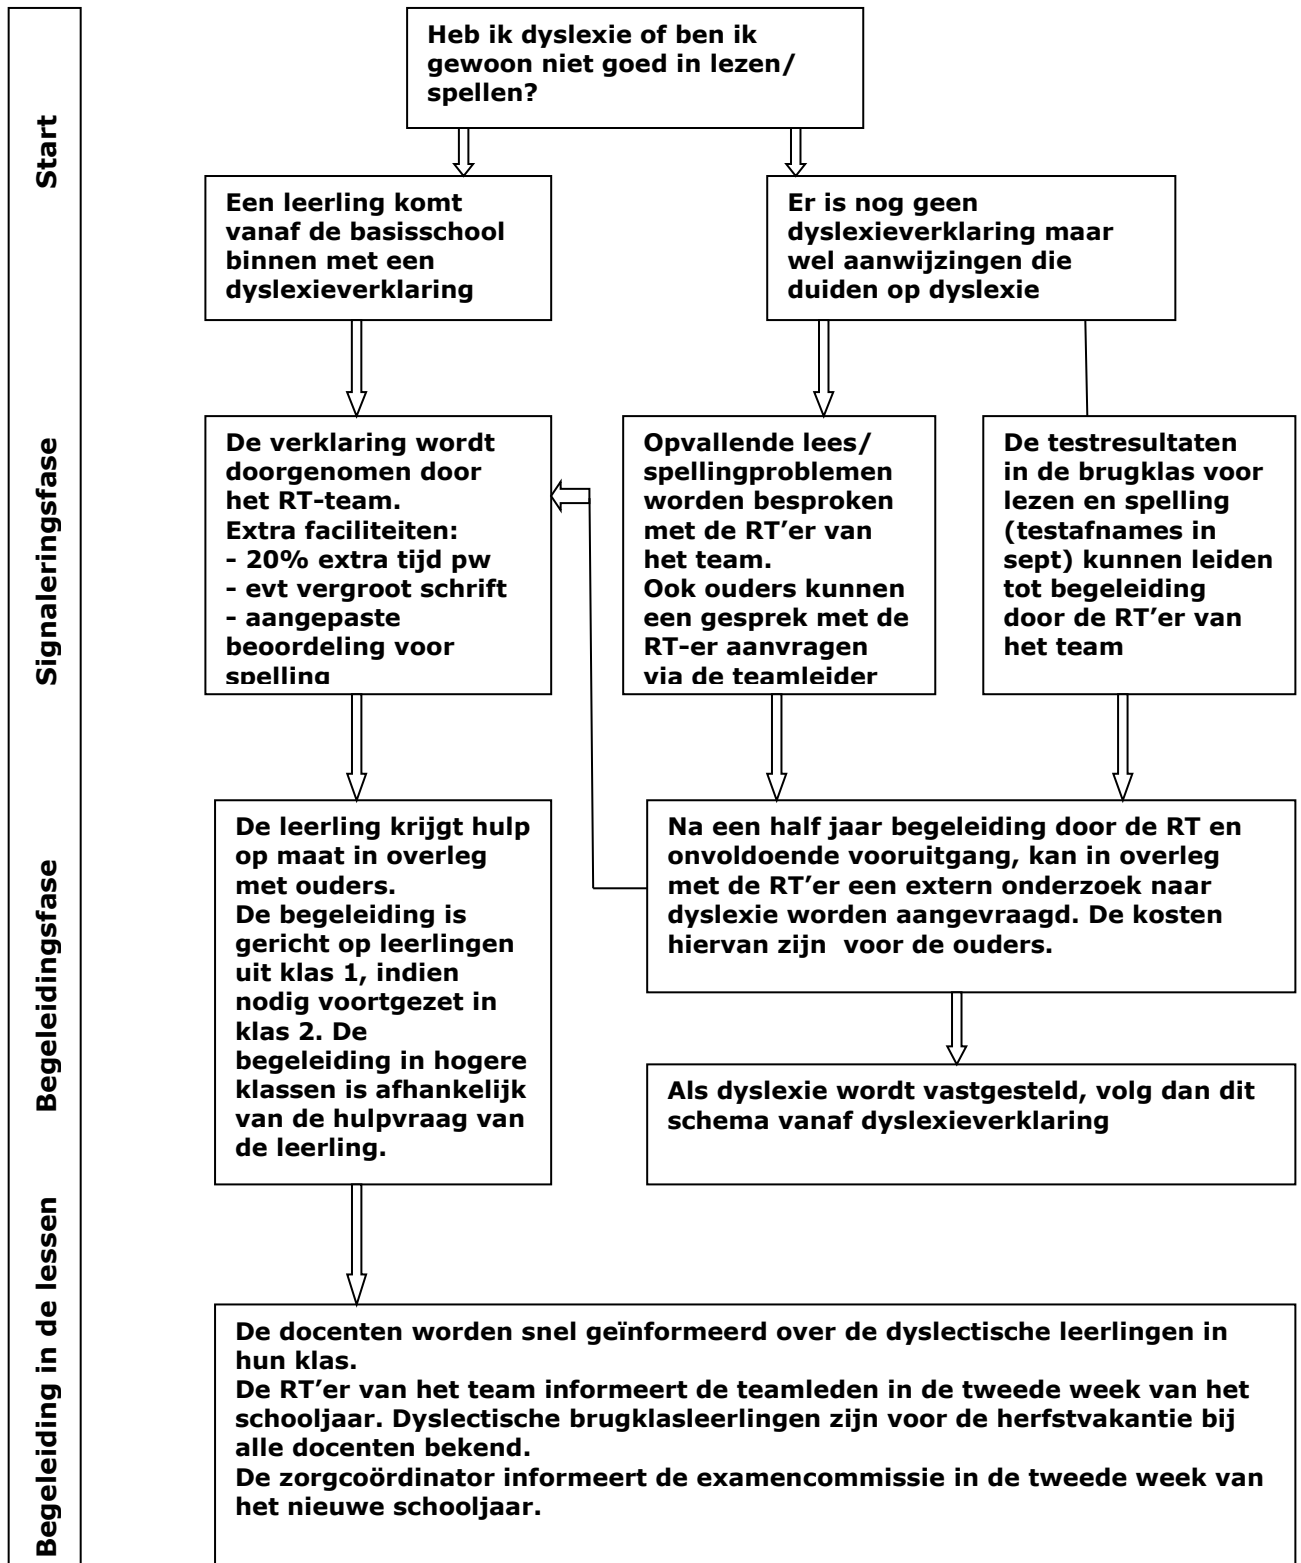 Start
Heb ik dyslexie of ben ik
gewoon niet goed in lezen/
spellen?
Een leerling komt
vanaf de basisschool
binnen met een
dyslexieverklaring
Er is nog geen
dyslexieverklaring maar
wel aanwijzingen die
duiden op dyslexie
Signaleringsfase
De verklaring wordt
doorgenomen door
het RT-team.
Extra faciliteiten:
- 20% extra tijd pw
- evt vergroot schrift
- aangepaste
beoordeling voor
spelling
Opvallende lees/
spellingproblemen
worden besproken
met de RT’er van
het team.
Ook ouders kunnen
een gesprek met de
RT-er aanvragen
via de teamleider
De testresultaten
in de brugklas voor
lezen en spelling
(testafnames in
sept) kunnen leiden
tot begeleiding
door de RT’er van
het team
Begeleidingsfase
De leerling krijgt hulp
op maat in overleg
met ouders.
De begeleiding is
gericht op leerlingen
uit klas 1, indien
nodig voortgezet in
klas 2. De
begeleiding in hogere
klassen is afhankelijk
van de hulpvraag van
de leerling.
Na een half jaar begeleiding door de RT en
onvoldoende vooruitgang, kan in overleg
met de RT’er een extern onderzoek naar
dyslexie worden aangevraagd. De kosten
hiervan zijn  voor de ouders.
Als dyslexie wordt vastgesteld, volg dan dit
schema vanaf dyslexieverklaring
Begeleiding in de lessen
De docenten worden snel geïnformeerd over de dyslectische leerlingen in
hun klas.
De RT’er van het team informeert de teamleden in de tweede week van het
schooljaar. Dyslectische brugklasleerlingen zijn voor de herfstvakantie bij
alle docenten bekend.
De zorgcoördinator informeert de examencommissie in de tweede week van
het nieuwe schooljaar.